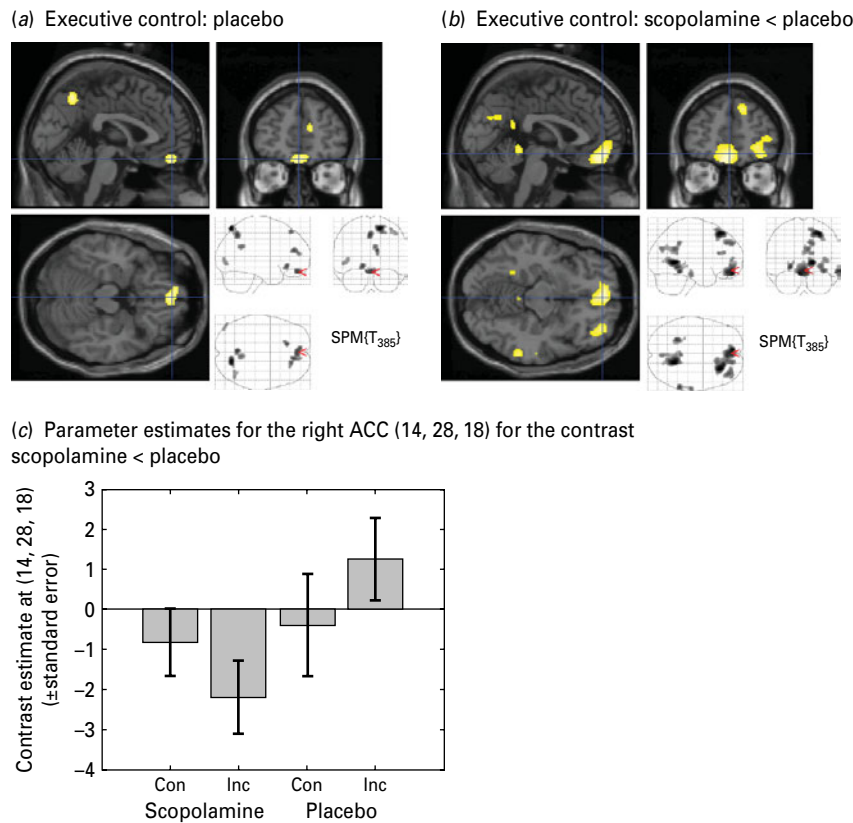 (a) Executive control: placebo
(b) Executive control: scopolamine < placebo
SPM{T385}
SPM{T385}
(c) Parameter estimates for the right ACC (14, 28, 18) for the contrast
scopolamine < placebo
Contrast estimate at (14, 28, 18)
(±standard error)
3
2
1
0
−1
−2
−3
−4
Con Inc Con Inc
Scopolamine Placebo